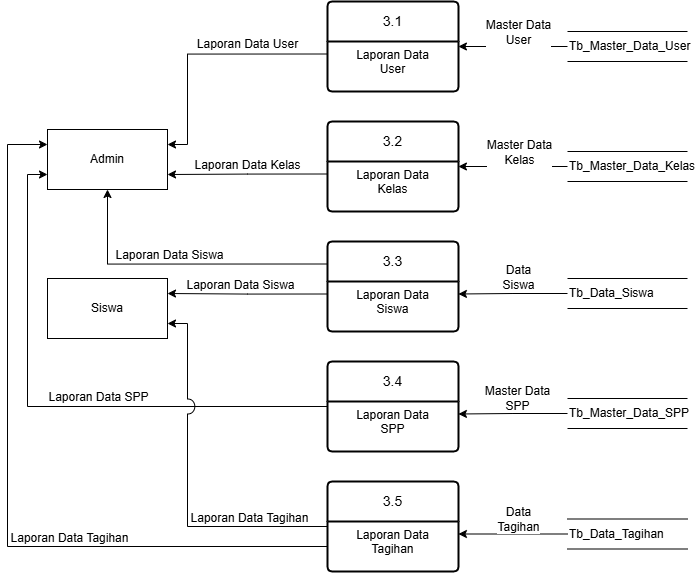 3.1
Master Data
User
Laporan Data User
Laporan Data
User
Tb_Master_Data_User
3.2
Master Data
Kelas
Admin
Laporan Data Kelas
Laporan Data
Kelas
Tb_Master_Data_Kelas
Laporan Data Siswa
3.3
Data
Siswa
Laporan Data Siswa
Laporan Data
Siswa
Tb_Data_Siswa
Siswa
3.4
Master Data
SPP
Laporan Data SPP
Laporan Data
SPP
Tb_Master_Data_SPP
3.5
Data
Tagihan
Laporan Data Tagihan
Laporan Data Tagihan
Laporan Data
Tagihan
Tb_Data_Tagihan